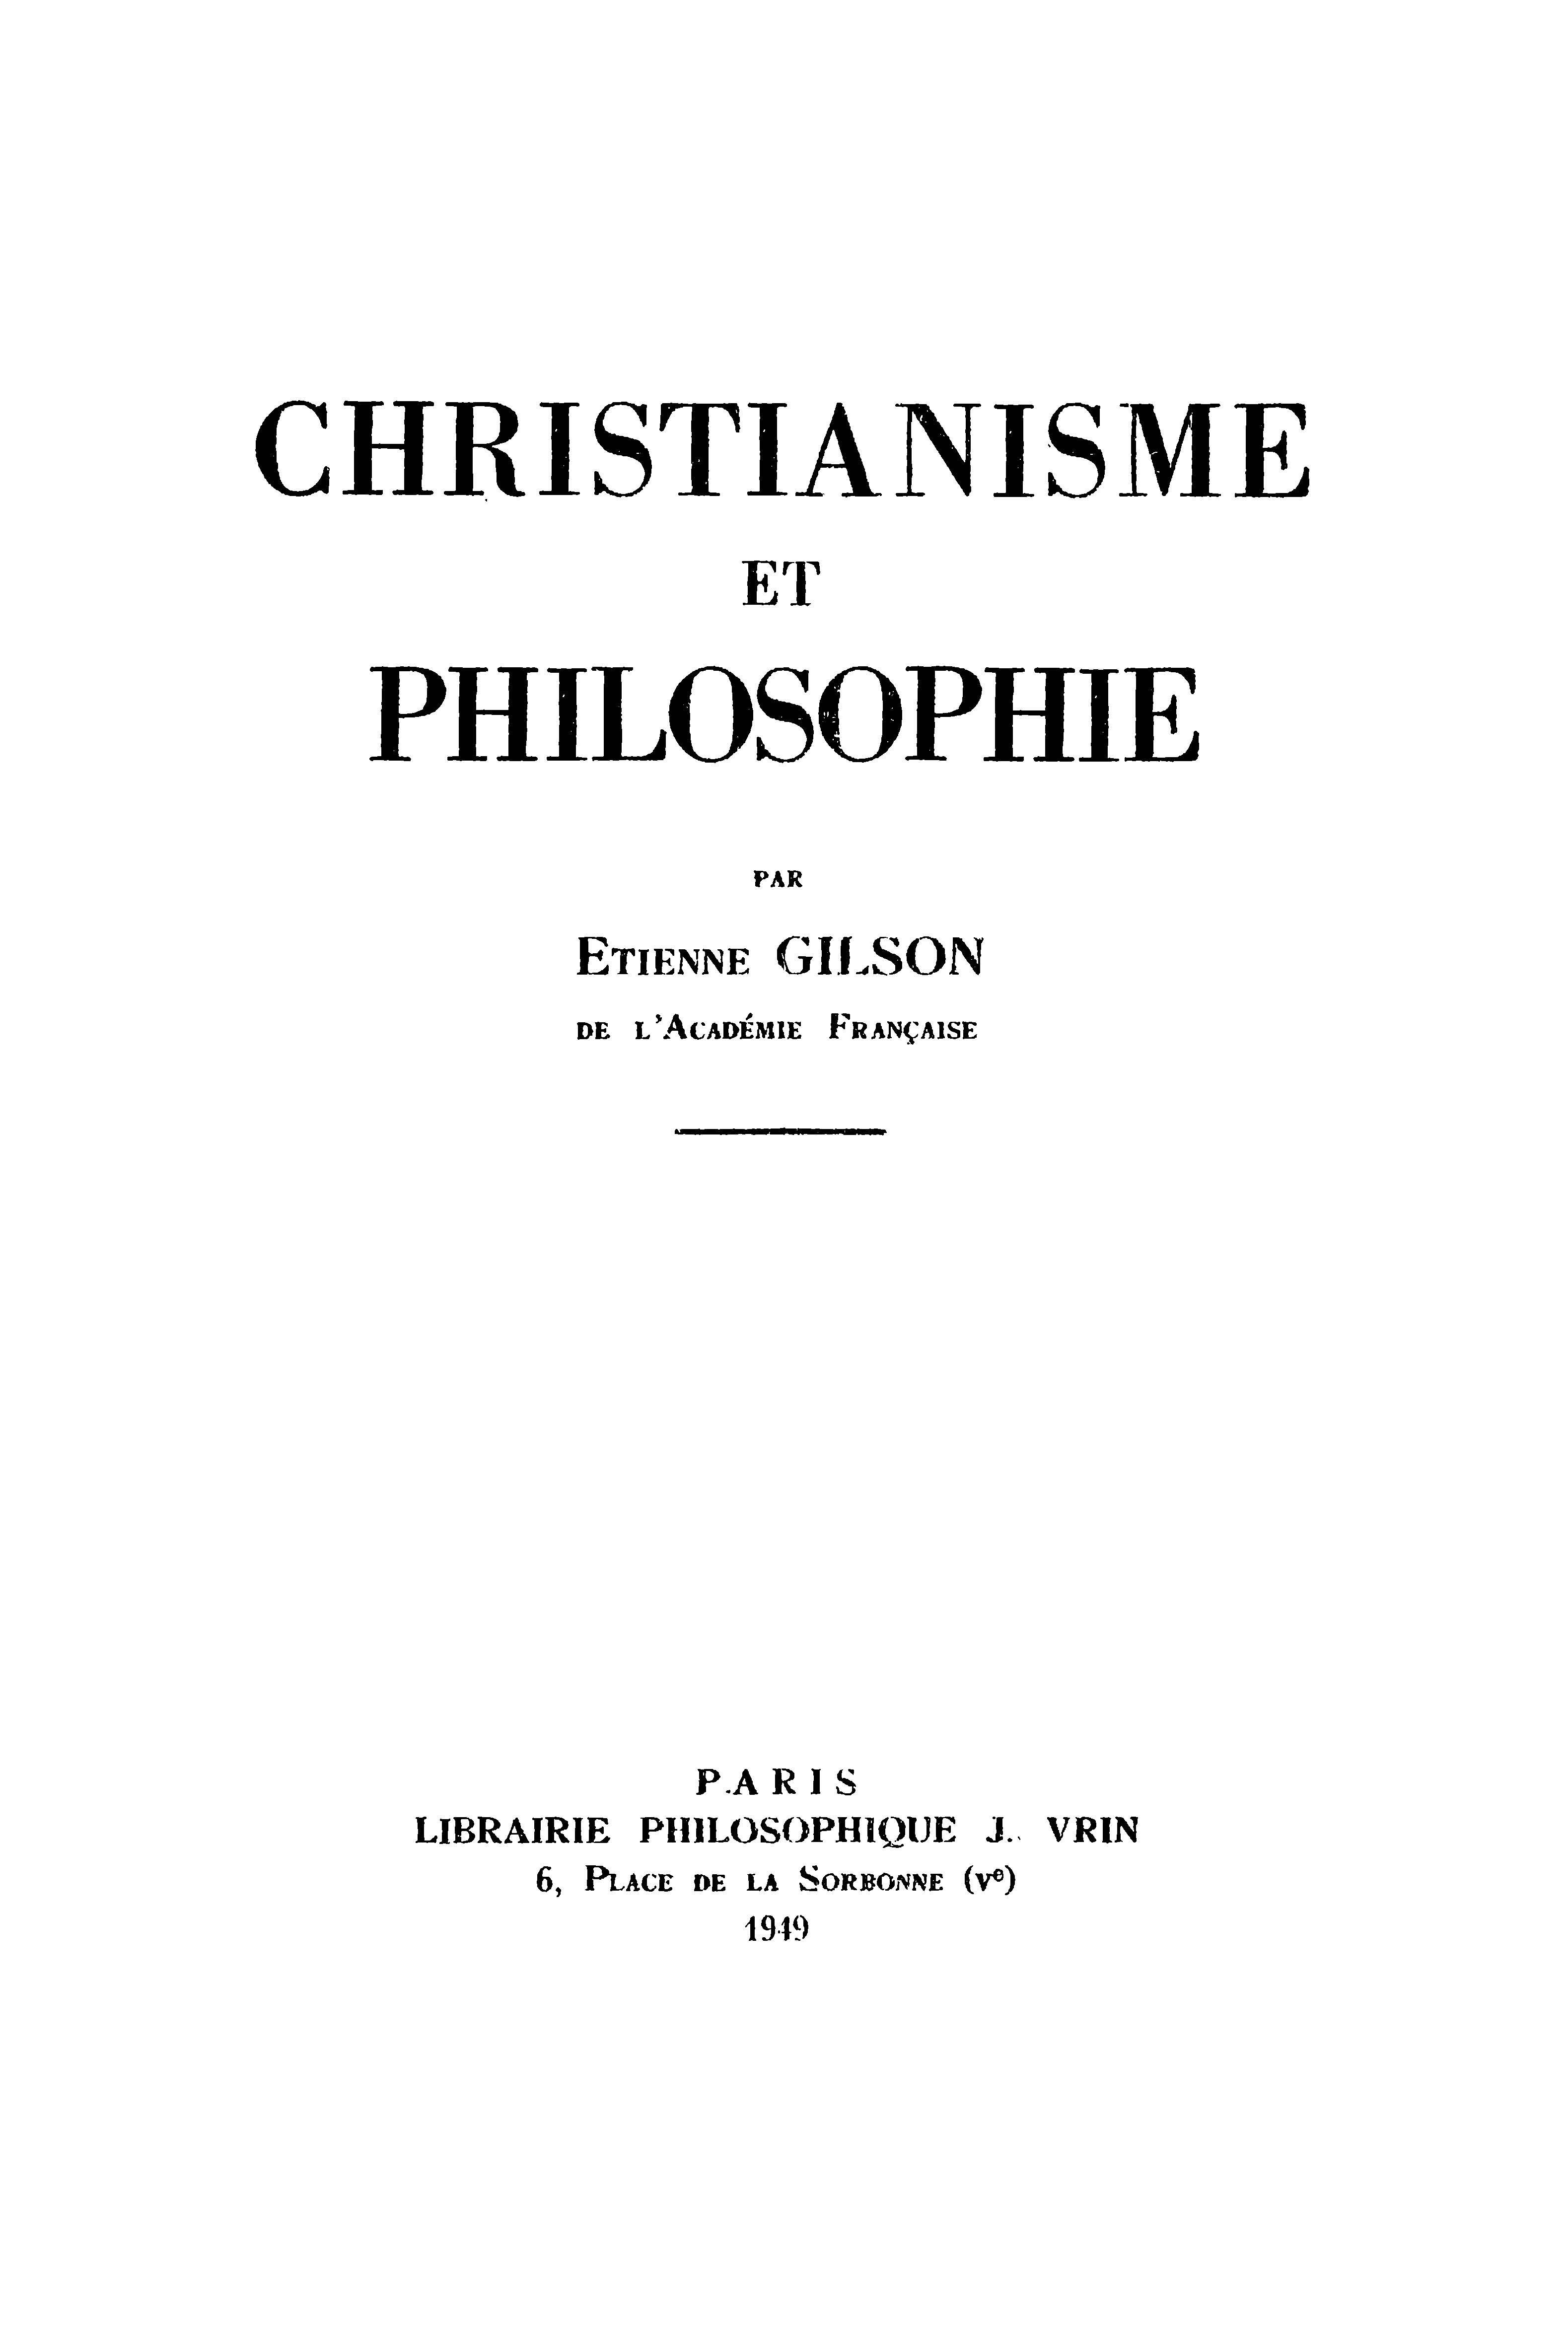 CHRISTIANISME
ET
PHILOSOPHIE
PAR
ETIENNE GILSON
DE L'ACADÉMIE FRANÇAISE
PARIS
LIBRAIRIE PHILOSOPHIQUE J. VRIN
6, PLACE DE LA SORBONNE (Ve)
1949